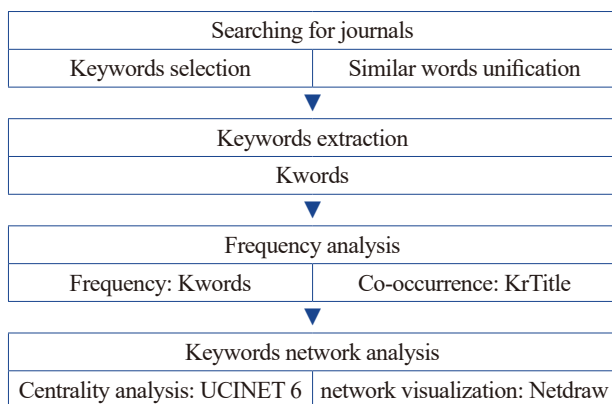 Searching for journals
Keywords selection
Similar words unification
Keywords extraction
Kwords
Frequency analysis
Frequency: Kwords
Co-occurrence: KrTitle
Keywords network analysis
Centrality analysis: UCINET 6
network visualization: Netdraw